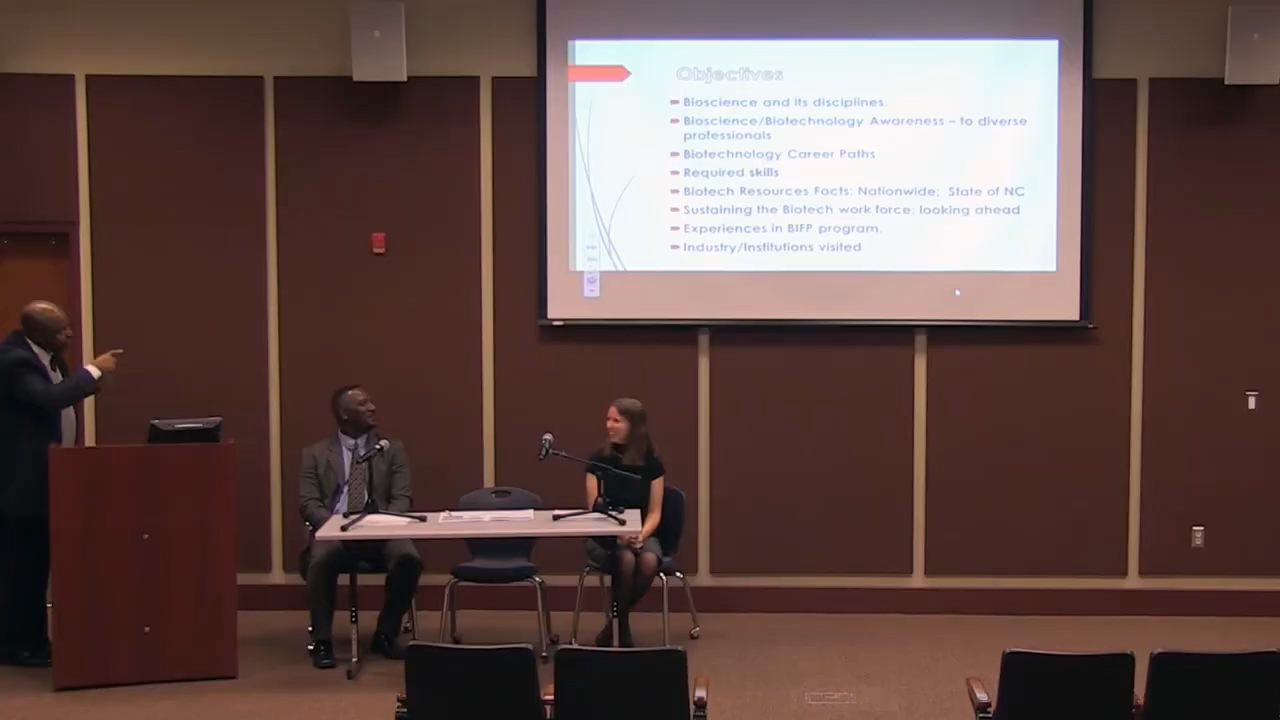 Objectives
Bioscience and its disciplines.
Bioscience/Biotechnology Awareness – to diverse
professionals
Biotechnology Career Paths
Required skills
Biotech Resources Facts: Nationwide; State of NC
Sustaining the Biotech work force; looking ahead
Experiences in BIFP program.
Industry/Institutions visited